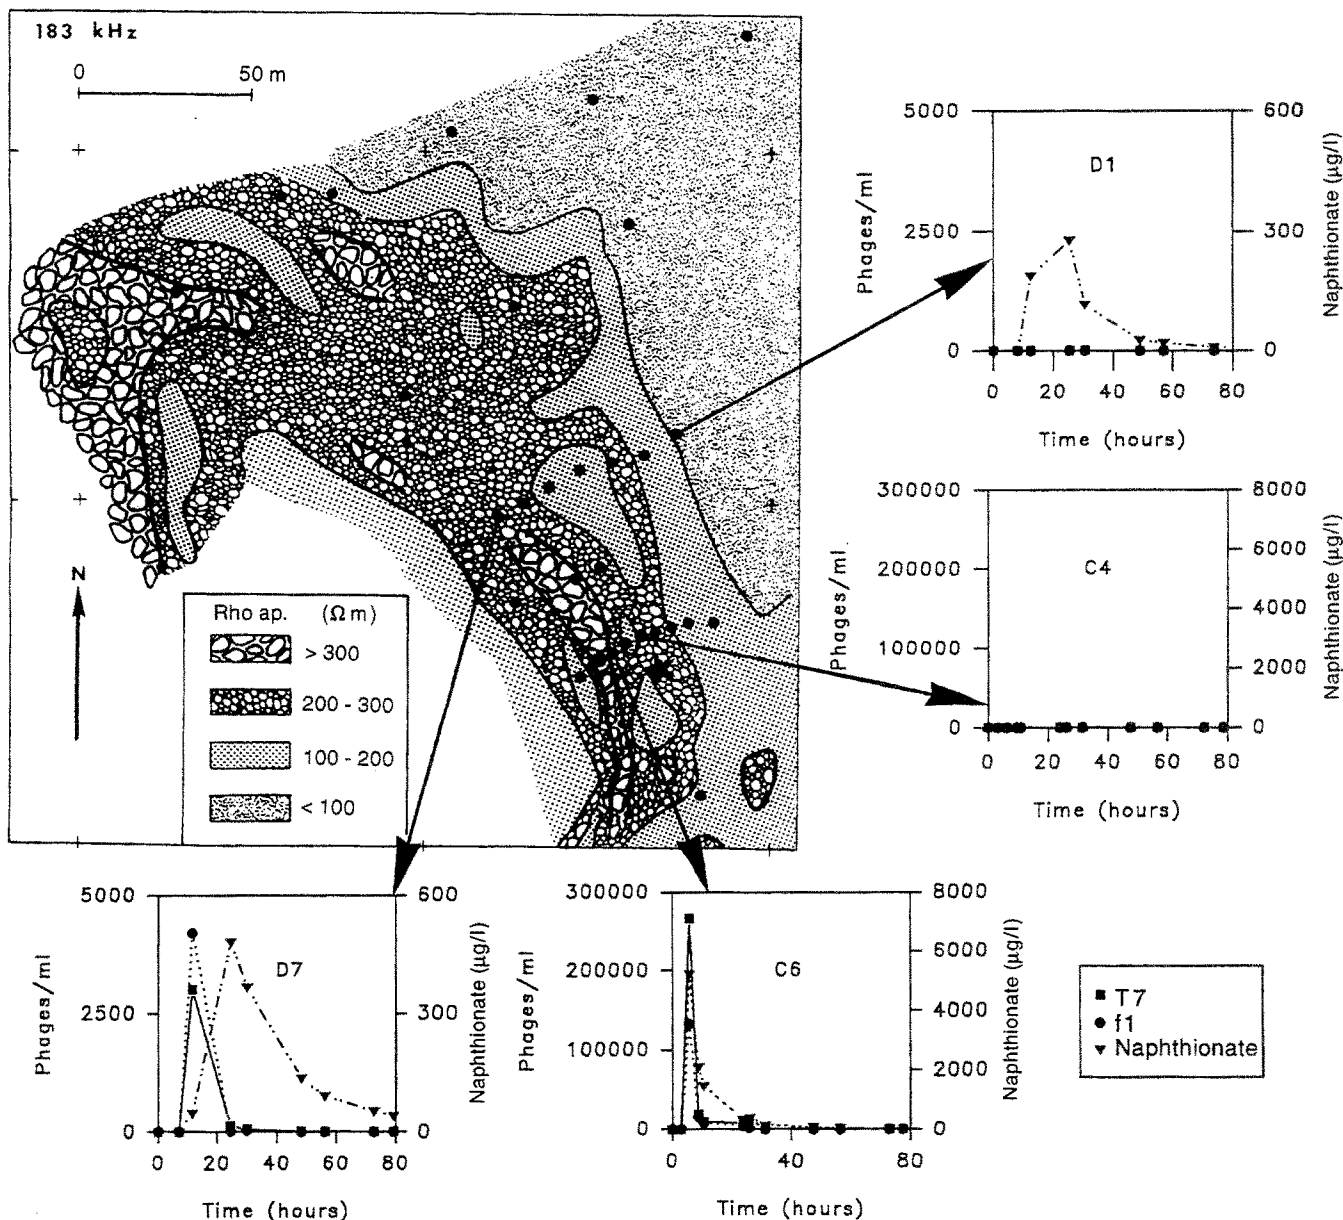 183 kHz
0 50 m
N
Rho ap. (Ω m)
> 300
200 - 300
100 - 200
< 100
D1
5000
2500
0
600
300
0
0 20 40 60 80
Phages/ml
Naphthionate (µg/l)
Time (hours)
C4
300000
200000
100000
0
8000
6000
4000
2000
0
0 20 40 60 80
Phages/ml
Naphthionate (µg/l)
Time (hours)
D7
5000
2500
0
600
300
0
0 20 40 60 80
Phages/ml
Naphthionate (µg/l)
Time (hours)
C6
300000
200000
100000
0
8000
6000
4000
2000
0
0 40 80
Phages/ml
Naphthionate (µg/l)
Time (hours)
T7
f1
Naphthionate